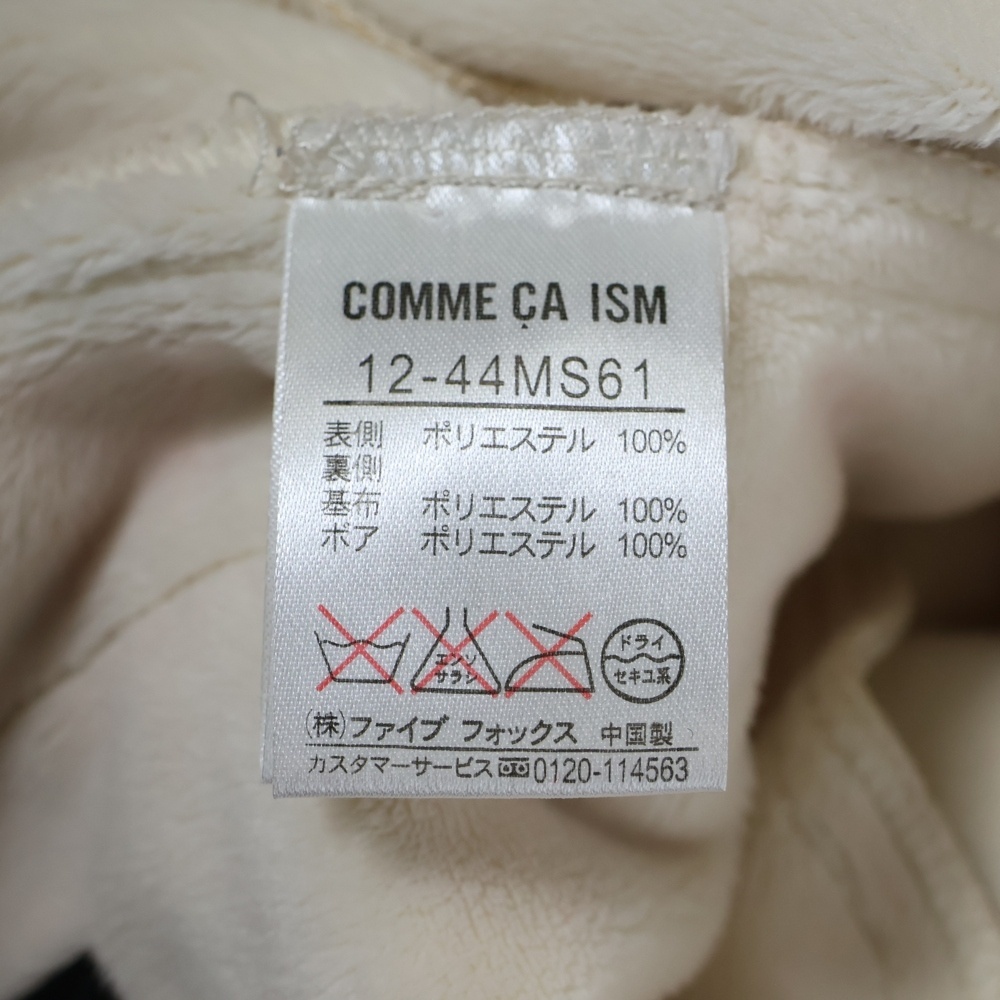 COMME ÇA ISM
12-44MS61
表側 ポリエステル 100%
裏側
基布 ポリエステル 100%
ボア ポリエステル 100%
エンソ サラシ ドライ
セキユ系
(株)ファイブ フォックス 中国製
カスタマーサービス 0120-114563